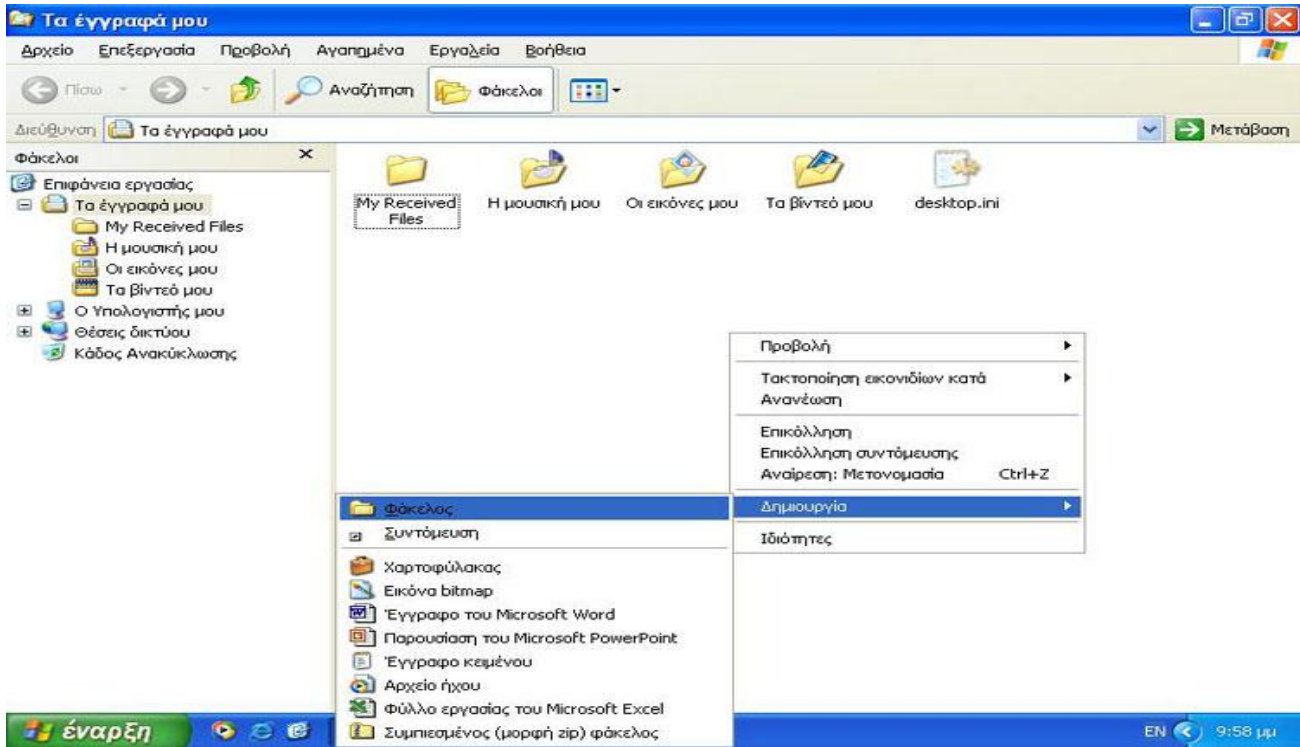 Τα έγγραφά μου
Αρχείο Επεξεργασία Προβολή Αγαπημένα Εργαλεία Βοήθεια
Πίσω Αναζήτηση Φάκελοι
Διεύθυνση Τα έγγραφά μου Μετάβαση
Φάκελοι
Επιφάνεια εργασίας
Τα έγγραφά μου
My Received Files
Η μουσική μου
Οι εικόνες μου
Τα βίντεό μου
Ο Υπολογιστής μου
Θέσεις δικτύου
Κάδος Ανακύκλωσης
My Received Files
Η μουσική μου
Οι εικόνες μου
Τα βίντεό μου
desktop.ini
Προβολή
Τακτοποίηση εικονιδίων κατά
Ανανέωση
Επικόλληση
Επικόλληση συντόμευσης
Αναίρεση: Μετονομασία Ctrl+Z
Δημιουργία
Ιδιότητες
Φάκελος
Συντόμευση
Χαρτοφύλακας
Εικόνα bitmap
Έγγραφο του Microsoft Word
Παρουσίαση του Microsoft PowerPoint
Έγγραφο κειμένου
Αρχείο ήχου
Φύλλο εργασίας του Microsoft Excel
Συμπιεσμένος (μορφή zip) φάκελος
έναρξη EN 9:58 μμ